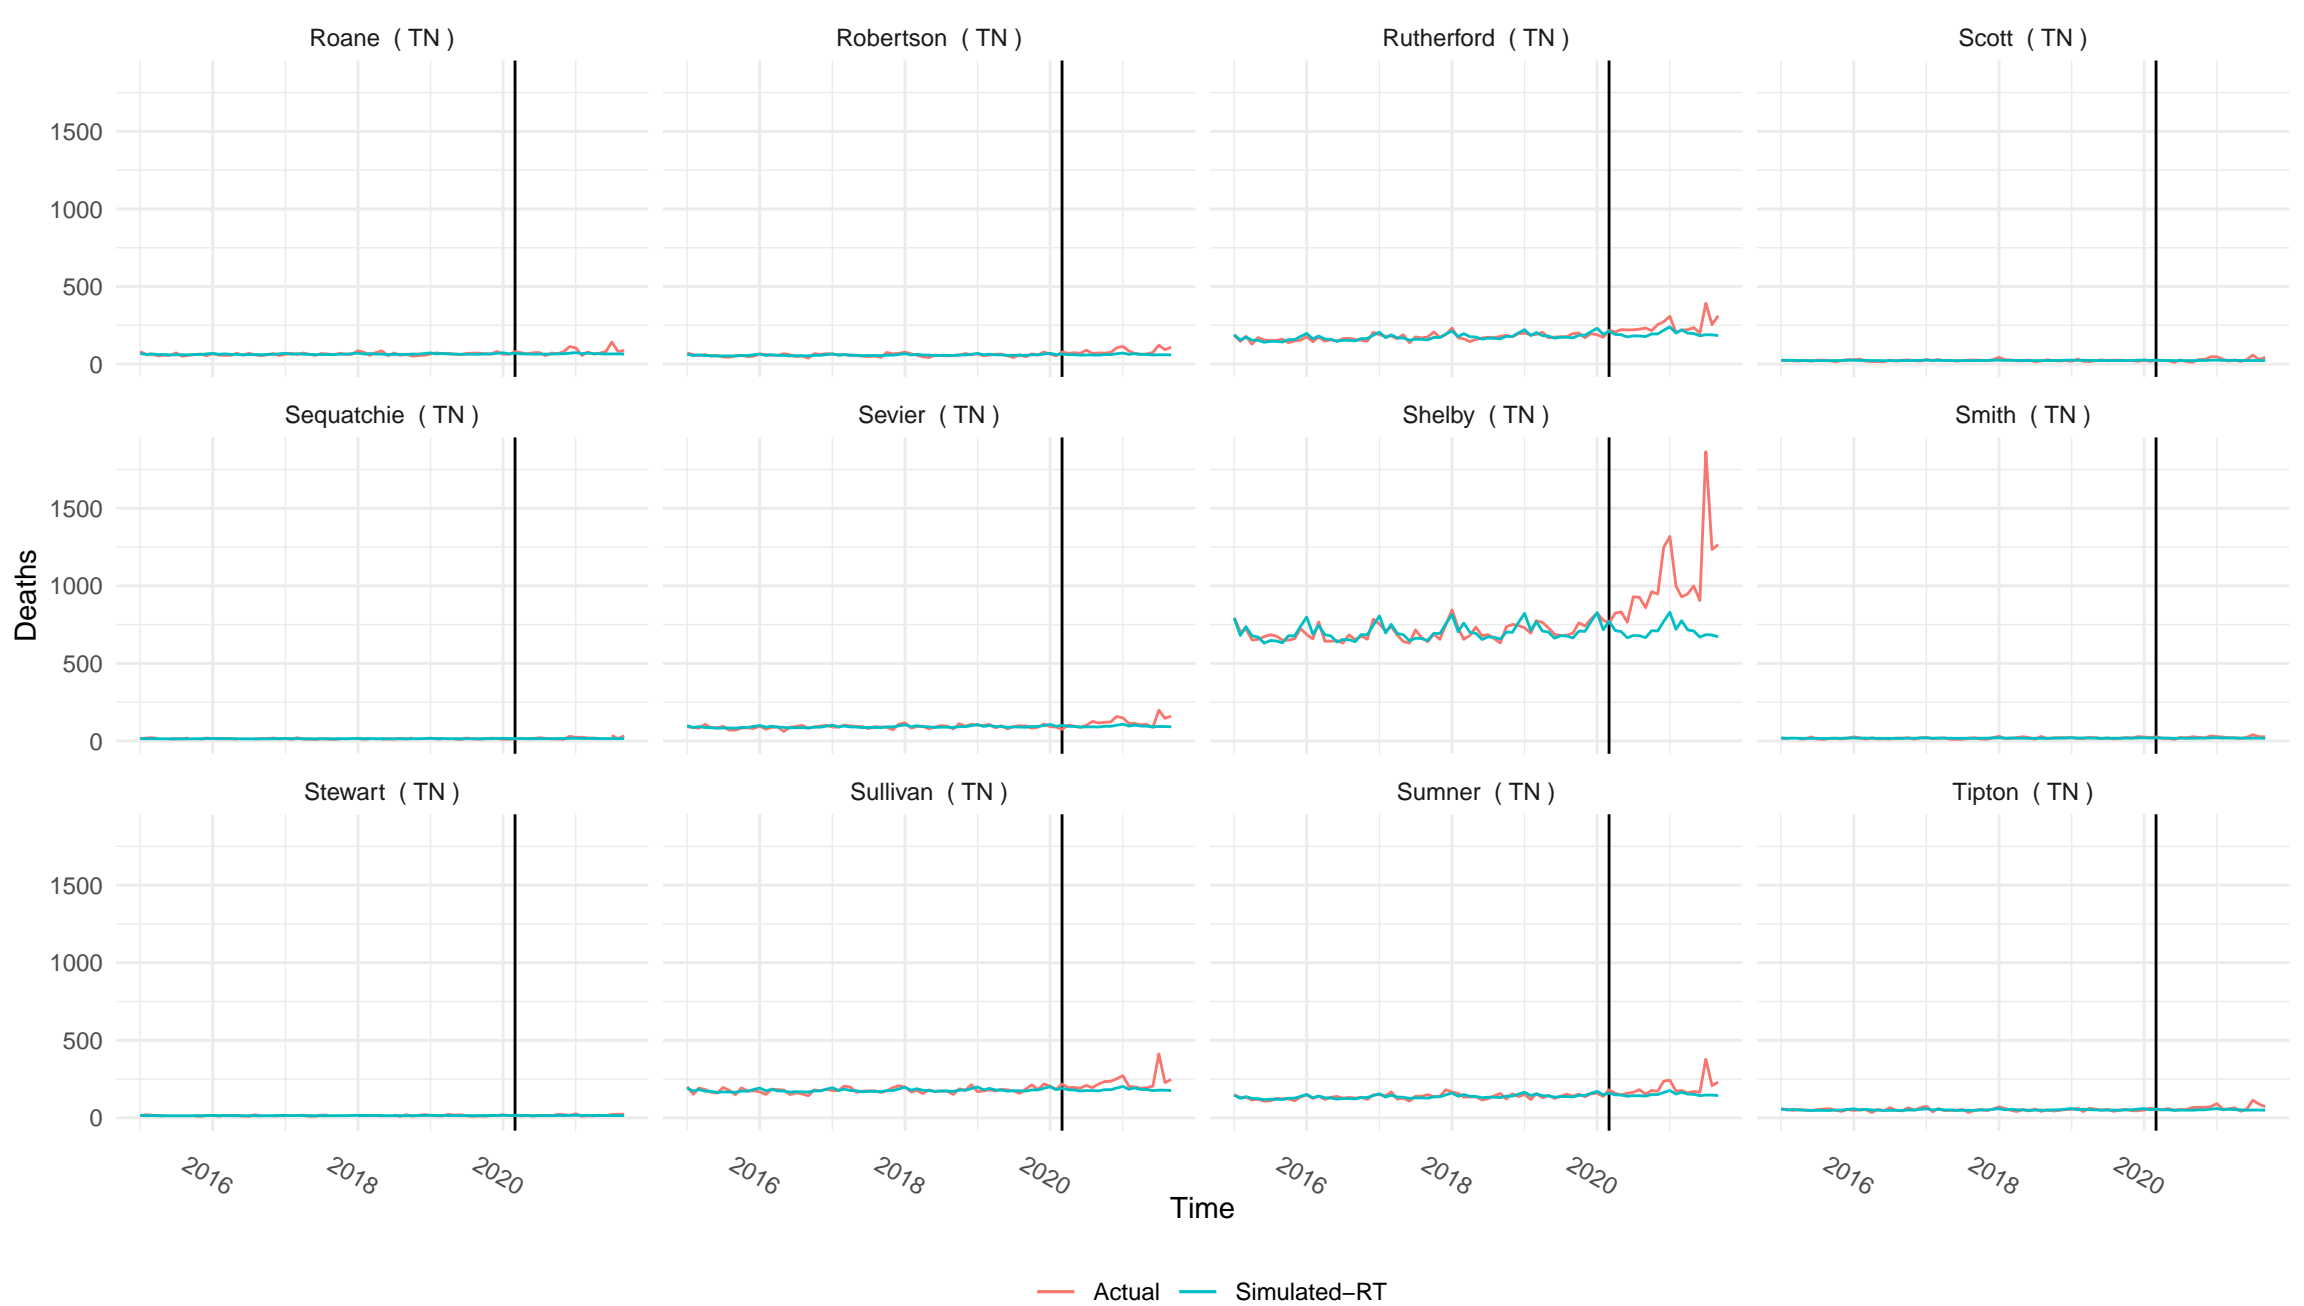 Roane ( TN )
Robertson ( TN )
Rutherford ( TN )
Scott ( TN )
1500
1000
500
0
Sequatchie ( TN )
Sevier ( TN )
Shelby ( TN )
Smith ( TN )
1500
1000
500
0
Deaths
Stewart ( TN )
Sullivan ( TN )
Sumner ( TN )
Tipton ( TN )
1500
1000
500
0
2016 2018 2020
2016 2018 2020
2016 2018 2020
2016 2018 2020
Time
Actual Simulated−RT